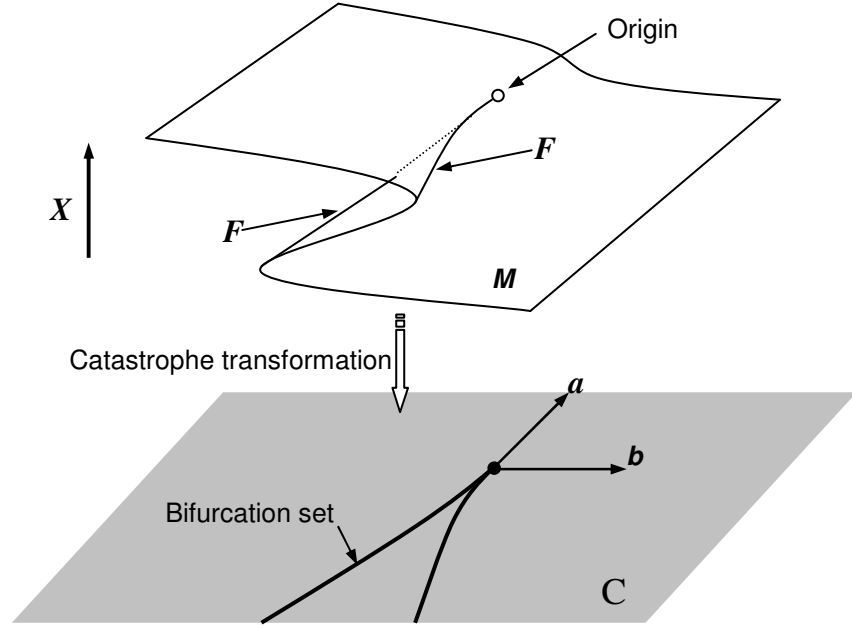 Origin
F
X
F
M
Catastrophe transformation
a
b
Bifurcation set
C